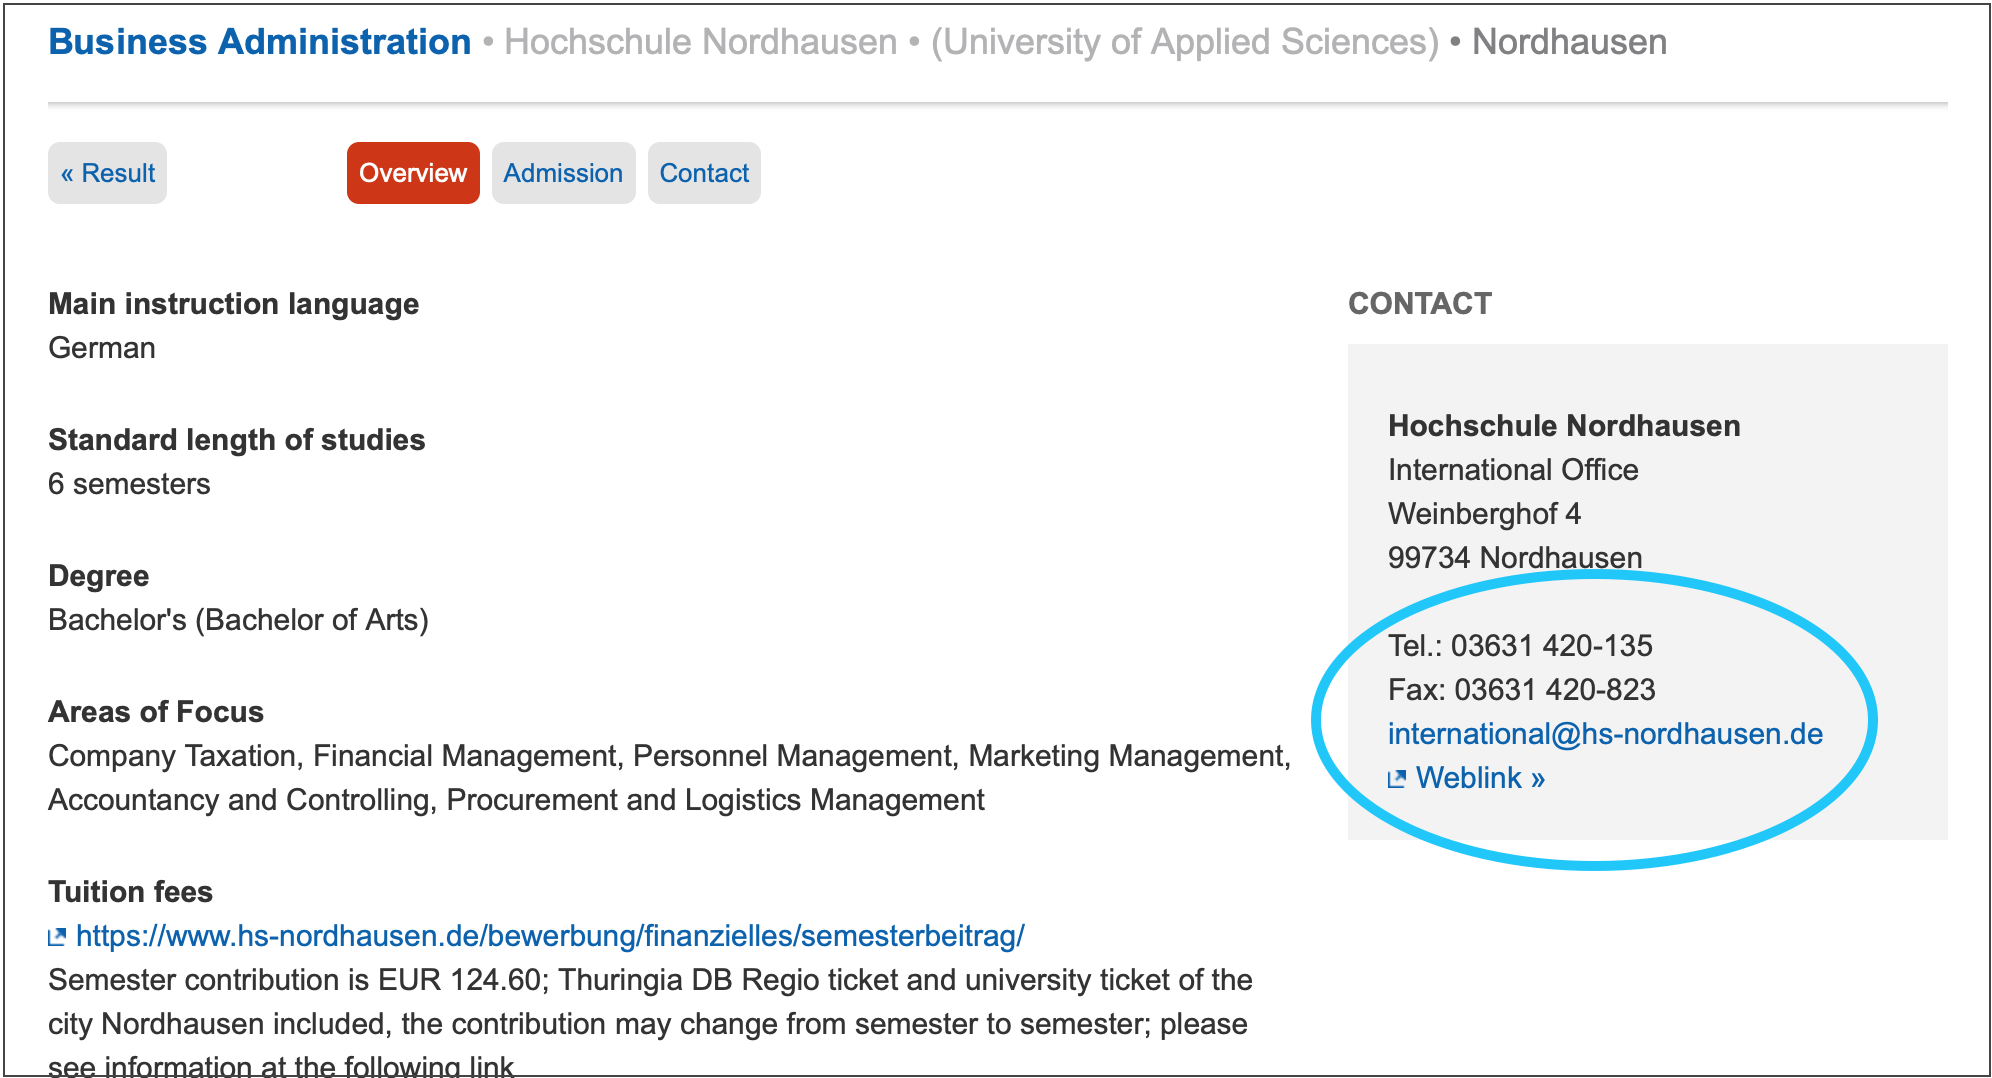 Business Administration • Hochschule Nordhausen • (University of Applied Sciences) • Nordhausen
« Result
Overview
Admission
Contact
Main instruction language
German
Standard length of studies
6 semesters
Degree
Bachelor's (Bachelor of Arts)
Areas of Focus
Company Taxation, Financial Management, Personnel Management, Marketing Management,
Accountancy and Controlling, Procurement and Logistics Management
Tuition fees
https://www.hs-nordhausen.de/bewerbung/finanzielles/semesterbeitrag/
Semester contribution is EUR 124.60; Thuringia DB Regio ticket and university ticket of the
city Nordhausen included, the contribution may change from semester to semester; please
see information at the following link
CONTACT
Hochschule Nordhausen
International Office
Weinberghof 4
99734 Nordhausen
Tel.: 03631 420-135
Fax: 03631 420-823
international@hs-nordhausen.de
Weblink »